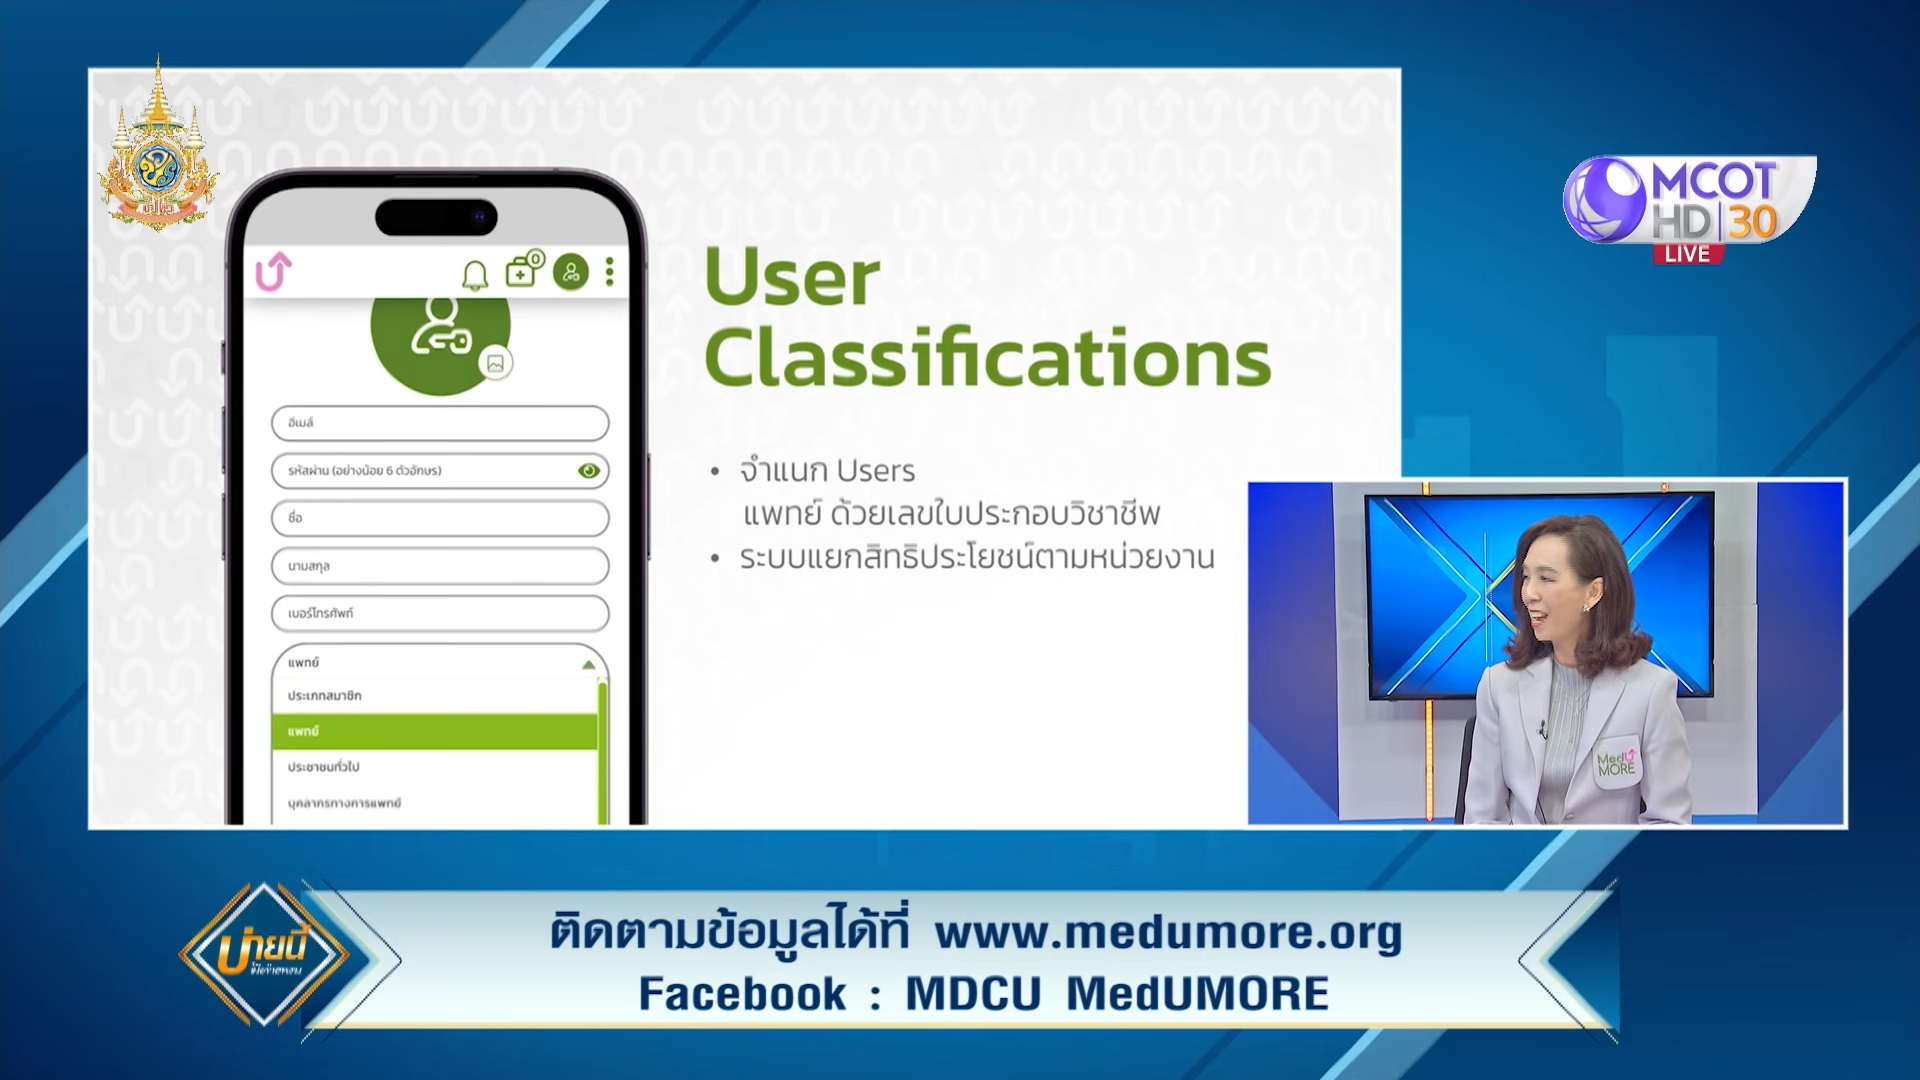 MCOT
HD 30
LIVE
User
Classifications
• จำแนก Users
แพทย์ ด้วยเลขใบประกอบวิชาชีพ
• ระบบแยกสิทธิประโยชน์ตามหน่วยงาน
0
อีเมล์
รหัสผ่าน (อย่างน้อย 6 ตัวอักษร)
ชื่อ
นามสกุล
เบอร์โทรศัพท์
แพทย์
ประเภทสมาชิก
แพทย์
ประชาชนทั่วไป
บุคลากรทางการแพทย์
MedU
MORE
บ่ายนี้
ติดตามข้อมูลได้ที่ www.medumore.org
Facebook : MDCU MedUMORE